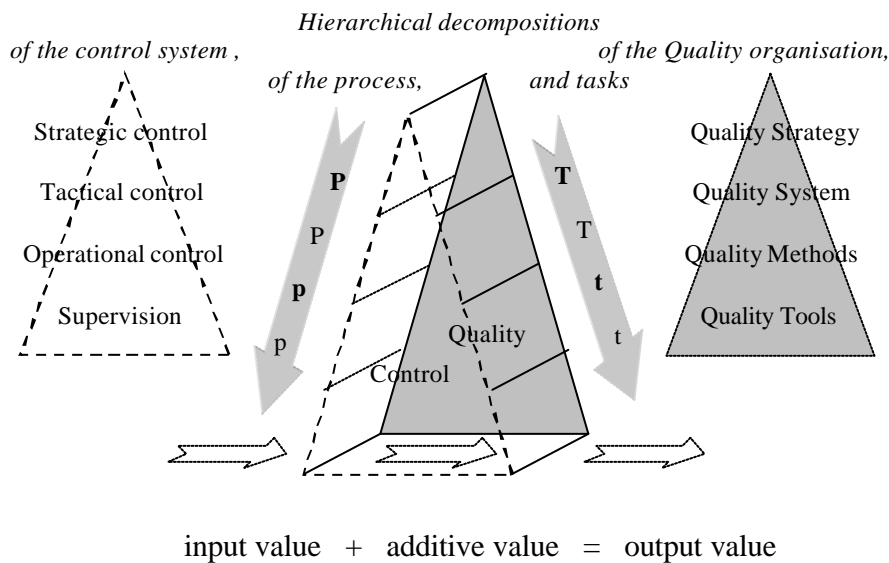 Hierarchical decompositions
of the control system ,
of the process,
and tasks
of the Quality organisation,
Strategic control
Tactical control
Operational control
Supervision
P
P
p
p
Quality
Control
T
T
t
t
Quality Strategy
Quality System
Quality Methods
Quality Tools
input value + additive value = output value